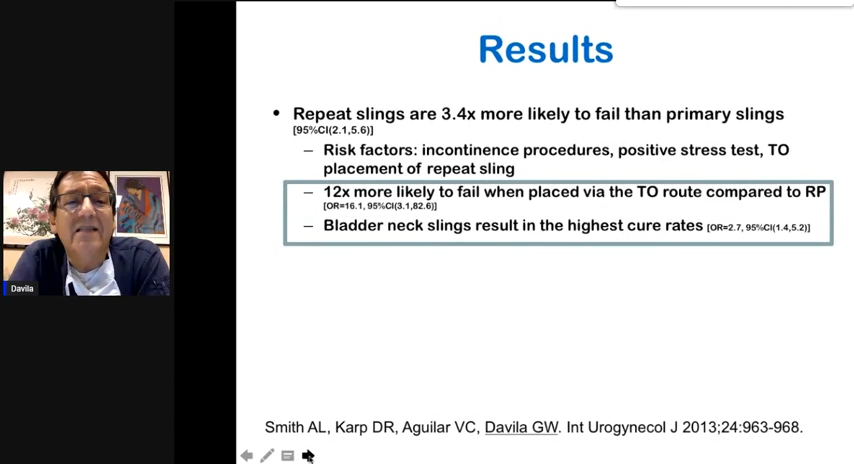 Results
• Repeat slings are 3.4x more likely to fail than primary slings
[95%CI(2.1,5.6)]
– Risk factors: incontinence procedures, positive stress test, TO
placement of repeat sling
– 12x more likely to fail when placed via the TO route compared to RP
[OR=16.1, 95%CI(3.1,82.6)]
– Bladder neck slings result in the highest cure rates [OR=2.7, 95%CI(1.4,5.2)]
Davila
Smith AL, Karp DR, Aguilar VC, Davila GW. Int Urogynecol J 2013;24:963-968.